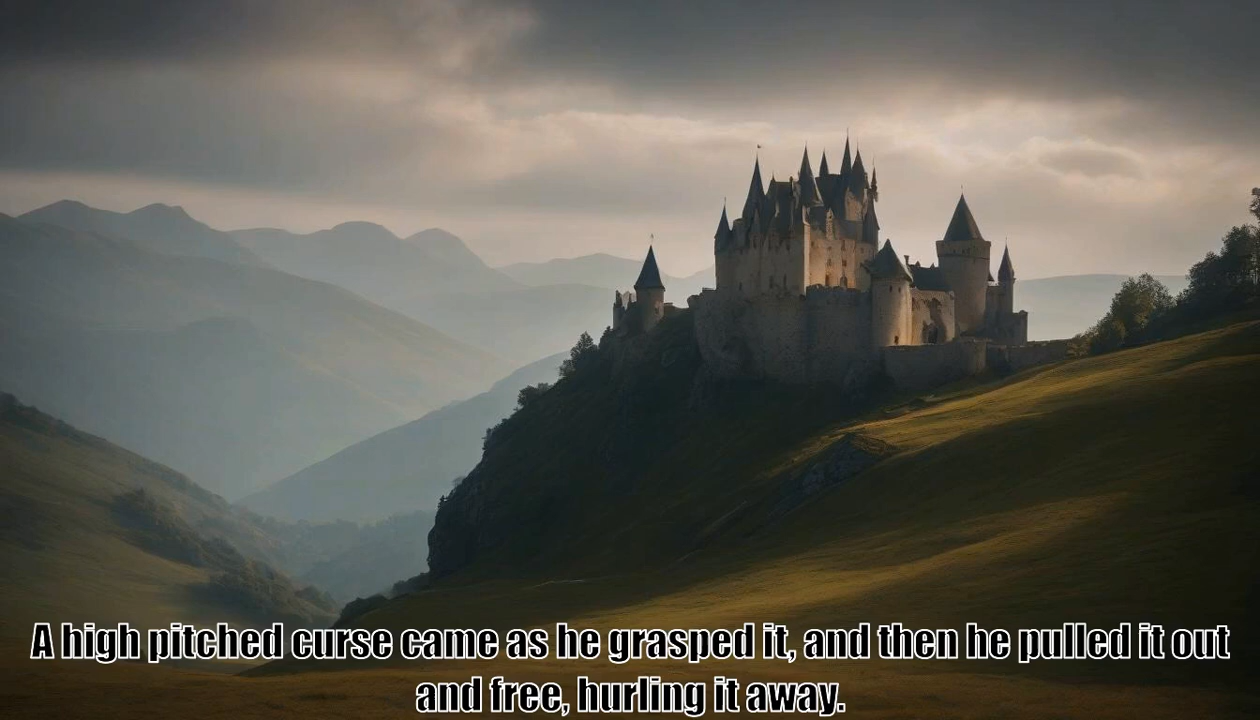 A high pitched curse came as he grasped it, and then he pulled it out
and free, hurling it away.